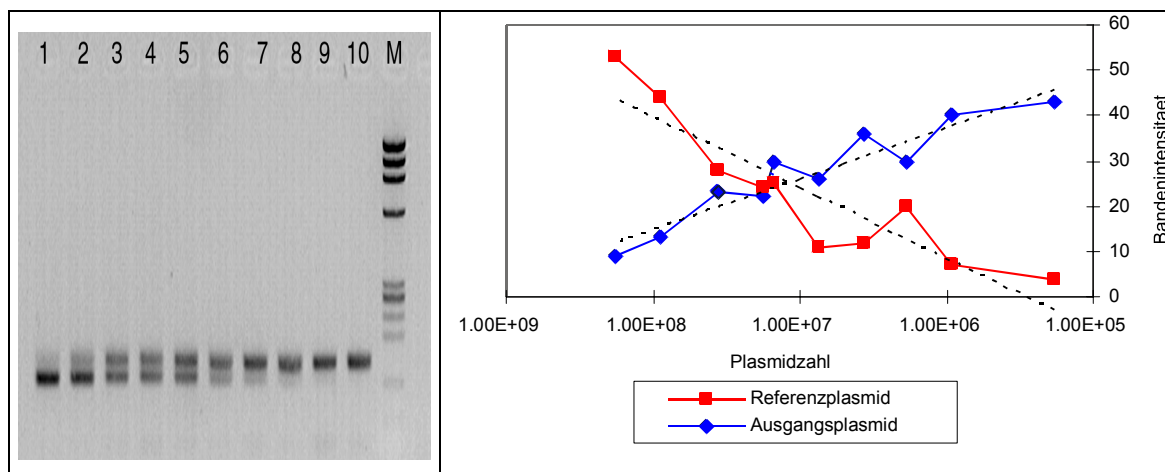 1 2 3 4 5 6 7 8 9 10 M
60
50
40
30
20
10
0
Bandenintensitaet
1.00E+09 1.00E+08 1.00E+07 1.00E+06 1.00E+05
Plasmidzahl
Referenzplasmid
Ausgangsplasmid